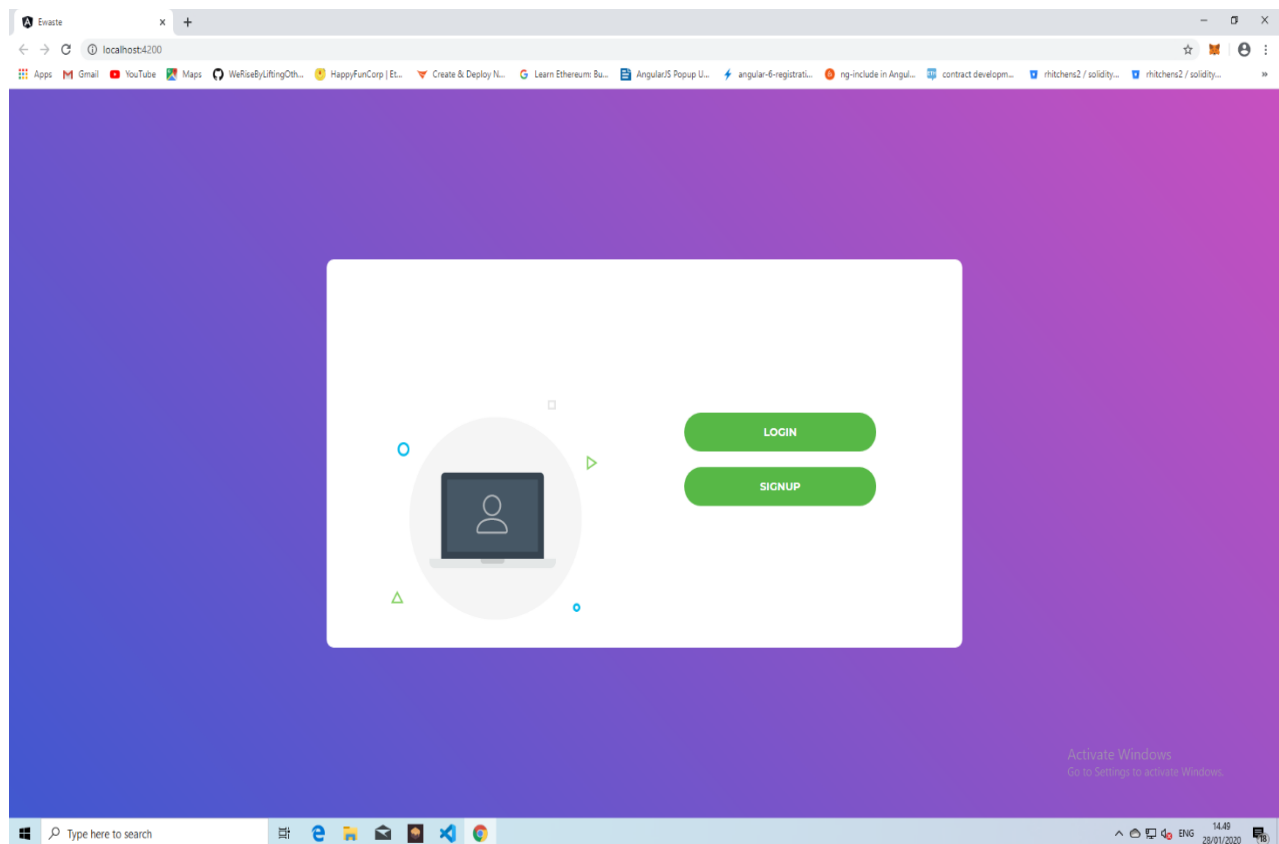 Ewaste
localhost:4200
Apps Gmail YouTube Maps WeRiseByLiftingOth... HappyFunCorp | Et... Create & Deploy N... Learn Ethereum: Bu... AngularJS Popup U... angular-6-registrati... ng-include in Angul... contract developm... rhitchens2 / solidity... rhitchens2 / solidity... »
LOGIN
SIGNUP
Activate Windows
Go to Settings to activate Windows.
Type here to search
ENG
14.49
28/01/2020
18